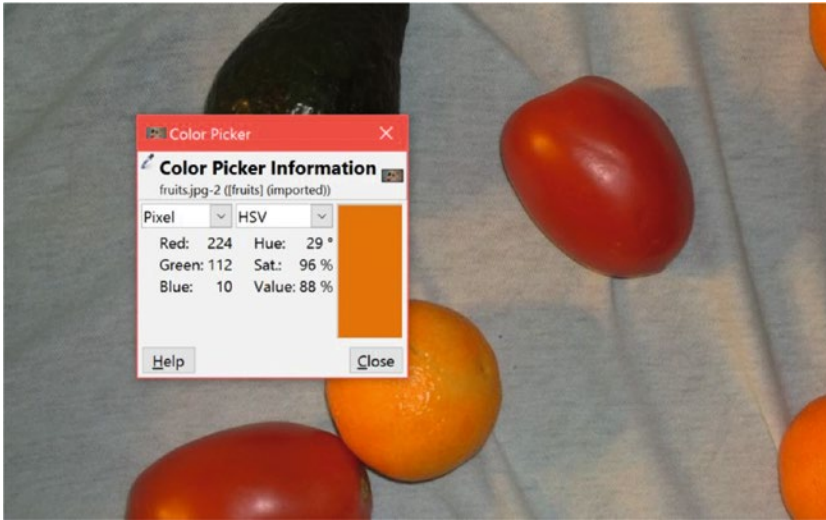 Color Picker
Color Picker Information
fruits.jpg-2 ([fruits] (imported))
Pixel HSV
Red: 224 Hue: 29 °
Green: 112 Sat.: 96 %
Blue: 10 Value: 88 %
Help Close